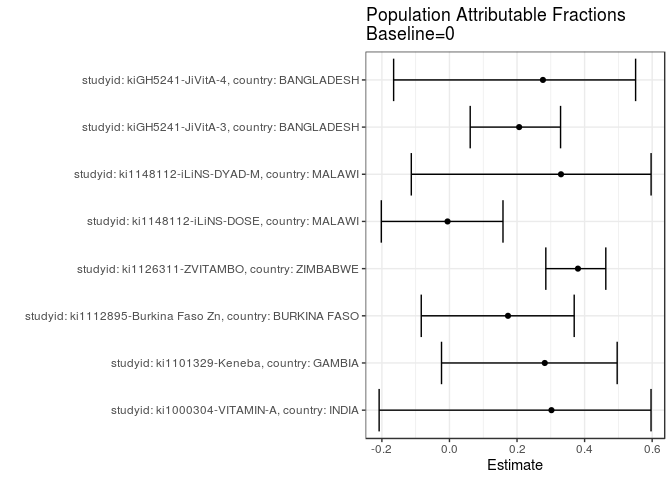 Population Attributable Fractions
Baseline=0
studyid: kiGH5241-JiVitA-4, country: BANGLADESH
studyid: kiGH5241-JiVitA-3, country: BANGLADESH
studyid: ki1148112-iLiNS-DYAD-M, country: MALAWI
studyid: ki1148112-iLiNS-DOSE, country: MALAWI
studyid: ki1126311-ZVITAMBO, country: ZIMBABWE
studyid: ki1112895-Burkina Faso Zn, country: BURKINA FASO
studyid: ki1101329-Keneba, country: GAMBIA
studyid: ki1000304-VITAMIN-A, country: INDIA
-0.2 0.0 0.2 0.4 0.6
Estimate